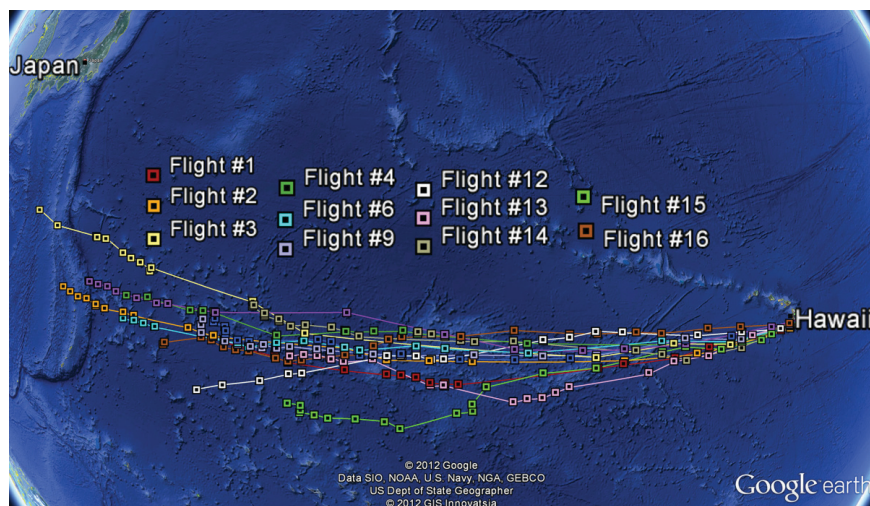 Japan
Flight #1
Flight #2
Flight #3
Flight #4
Flight #6
Flight #9
Flight #12
Flight #13
Flight #14
Flight #15
Flight #16
Hawaii
© 2012 Google
Data SIO, NOAA, U.S. Navy, NGA, GEBCO
US Dept of State Geographer
© 2012 GIS Innovatsia
Google earth